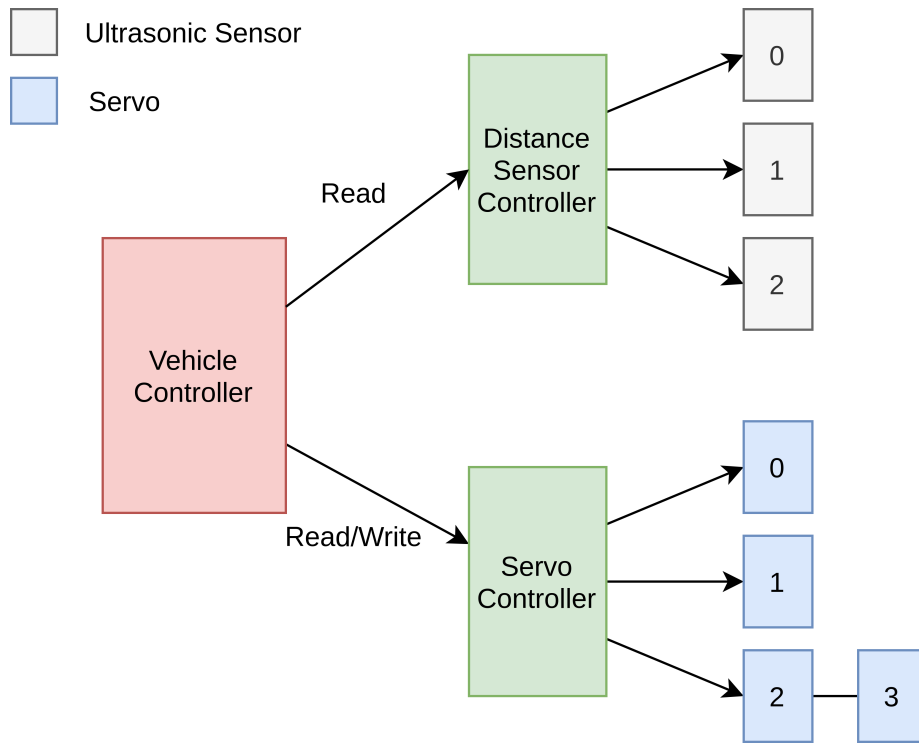 Ultrasonic Sensor
Servo
Read
Read/Write
Vehicle
Controller
Distance
Sensor
Controller
0
1
2
Servo
Controller
0
1
2
3